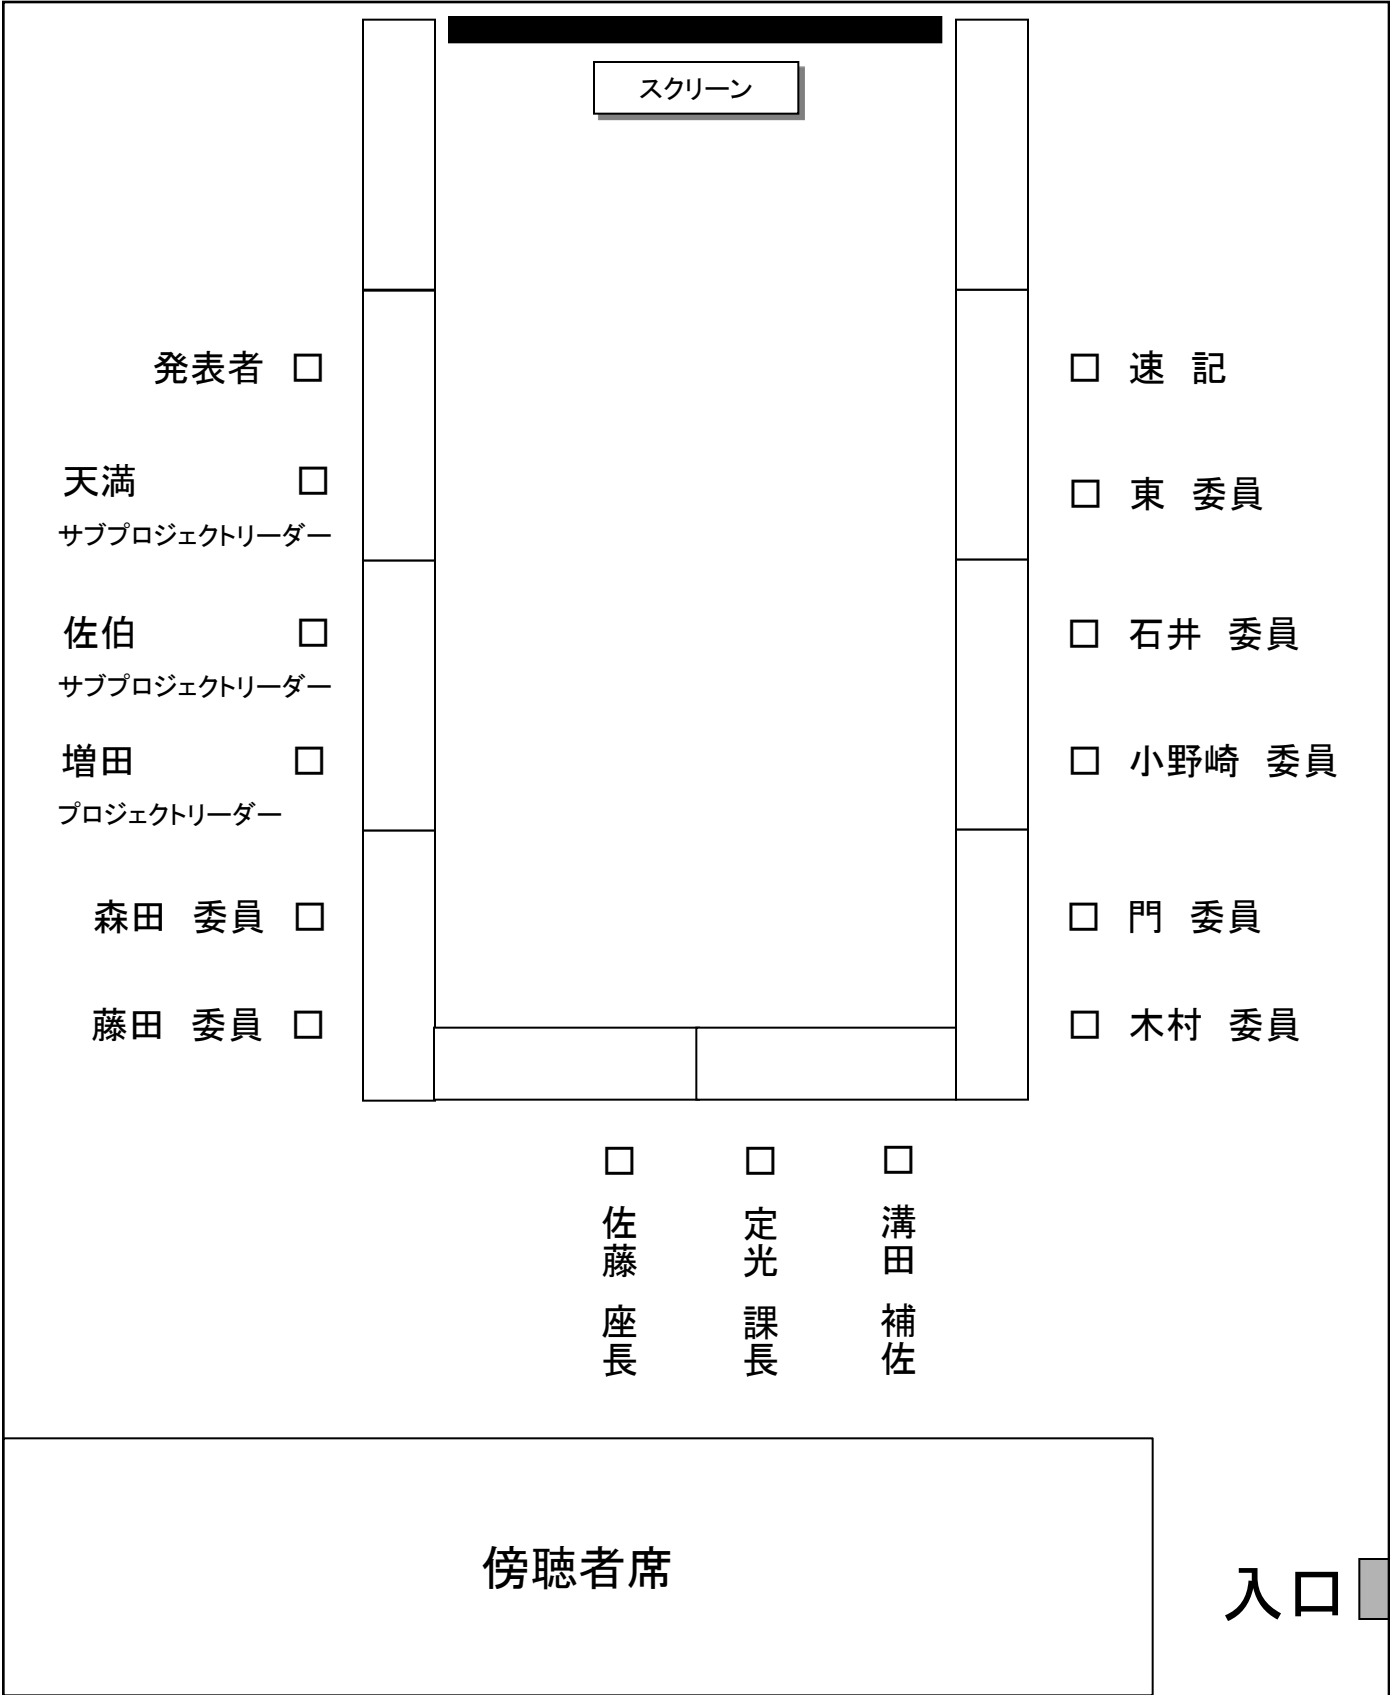 スクリーン
発表者 □
□ 速 記
天満 □
サブプロジェクトリーダー
□ 東 委員
佐伯 □
サブプロジェクトリーダー
□ 石井 委員
増田 □
プロジェクトリーダー
□ 小野崎 委員
森田 委員 □
□ 門 委員
藤田 委員 □
□ 木村 委員
□ 佐藤 座長
□ 定光 課長
□ 溝田 補佐
傍聴者席
入口